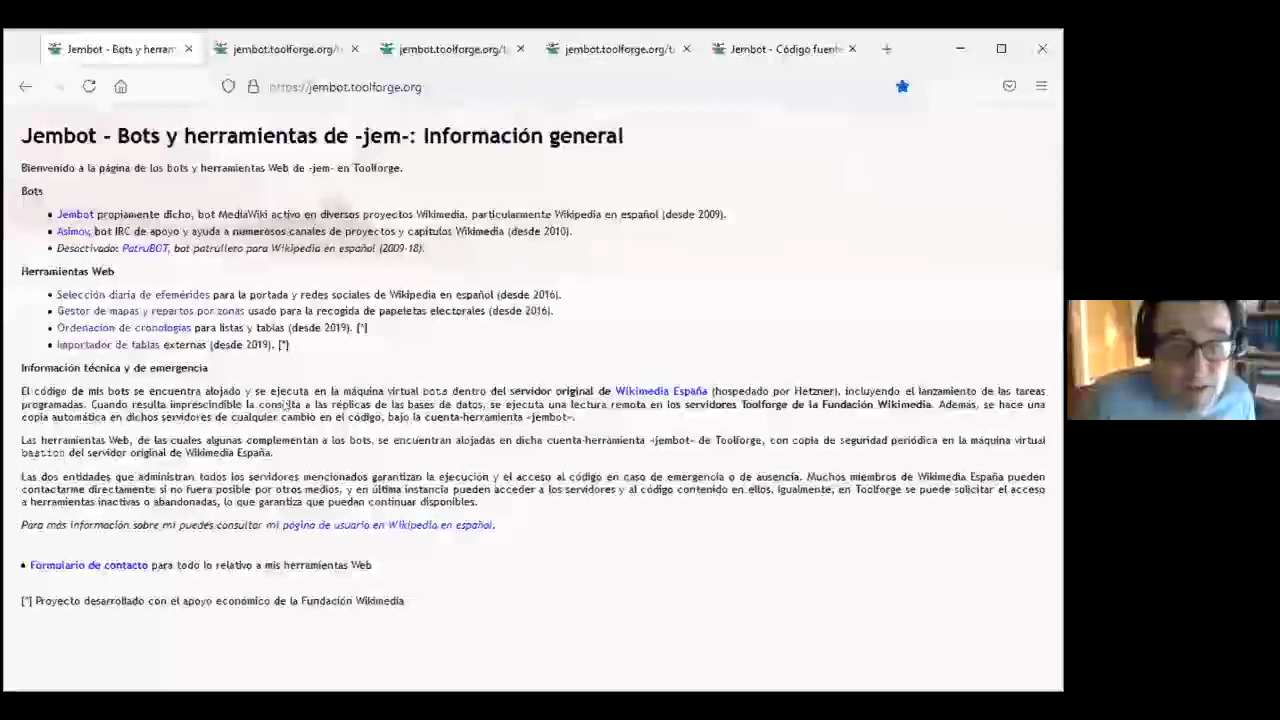 Jembot - Bots y herram
jembot.toolforge.org/t
jembot.toolforge.org/t
jembot.toolforge.org/t
Jembot - Código fuente
https://jembot.toolforge.org
Jembot - Bots y herramientas de -jem-: Información general
Bienvenido a la página de los bots y herramientas Web de -jem- en Toolforge.
Bots
• Jembot propiamente dicho, bot MediaWiki activo en diversos proyectos Wikimedia, particularmente Wikipedia en español (desde 2009).
• Asimov, bot IRC de apoyo y ayuda a numerosos canales de proyectos y capítulos Wikimedia (desde 2010).
• Desactivado: PatruBOT, bot patrullero para Wikipedia en español (2009-18).
Herramientas Web
• Selección diaria de efemérides para la portada y redes sociales de Wikipedia en español (desde 2016).
• Gestor de mapas y repartos por zonas usado para la recogida de papeletas electorales (desde 2016).
• Ordenación de cronologías para listas y tablas (desde 2019). [*]
• Importador de tablas externas (desde 2019). [*]
Información técnica y de emergencia
El código de mis bots se encuentra alojado y se ejecuta en la máquina virtual bots dentro del servidor original de Wikimedia España (hospedado por Hetzner), incluyendo el lanzamiento de las tareas
programadas. Cuando resulta imprescindible la consulta a las réplicas de las bases de datos, se ejecuta una lectura remota en los servidores Toolforge de la Fundación Wikimedia. Además, se hace una
copia automática en dichos servidores de cualquier cambio en el código, bajo la cuenta-herramienta «jembot».
Las herramientas Web, de las cuales algunas complementan a los bots, se encuentran alojadas en dicha cuenta-herramienta «jembot» de Toolforge, con copia de seguridad periódica en la máquina virtual
bastion del servidor original de Wikimedia España.
Las dos entidades que administran todos los servidores mencionados garantizan la ejecución y el acceso al código en caso de emergencia o de ausencia. Muchos miembros de Wikimedia España pueden
contactarme directamente si no fuera posible por otros medios, y en última instancia pueden acceder a los servidores y al código contenido en ellos. Igualmente, en Toolforge se puede solicitar el acceso
a herramientas inactivas o abandonadas, lo que garantiza que puedan continuar disponibles.
Para más información sobre mí puedes consultar mi página de usuario en Wikipedia en español.
• Formulario de contacto para todo lo relativo a mis herramientas Web
[*] Proyecto desarrollado con el apoyo económico de la Fundación Wikimedia